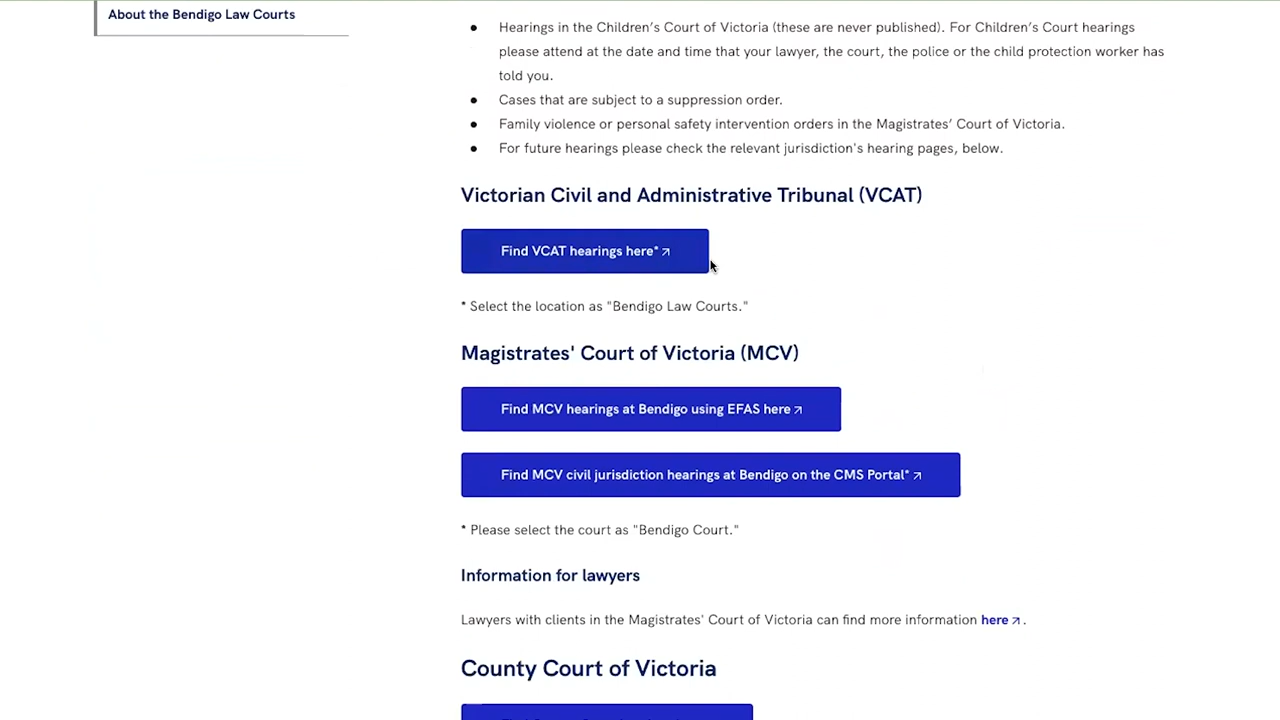 About the Bendigo Law Courts
● Hearings in the Children’s Court of Victoria (these are never published). For Children’s Court hearings
please attend at the date and time that your lawyer, the court, the police or the child protection worker has
told you.
● Cases that are subject to a suppression order.
● Family violence or personal safety intervention orders in the Magistrates’ Court of Victoria.
● For future hearings please check the relevant jurisdiction's hearing pages, below.
Victorian Civil and Administrative Tribunal (VCAT)
Find VCAT hearings here* ↗
* Select the location as "Bendigo Law Courts."
Magistrates' Court of Victoria (MCV)
Find MCV hearings at Bendigo using EFAS here ↗
Find MCV civil jurisdiction hearings at Bendigo on the CMS Portal* ↗
* Please select the court as "Bendigo Court."
Information for lawyers
Lawyers with clients in the Magistrates' Court of Victoria can find more information here ↗.
County Court of Victoria